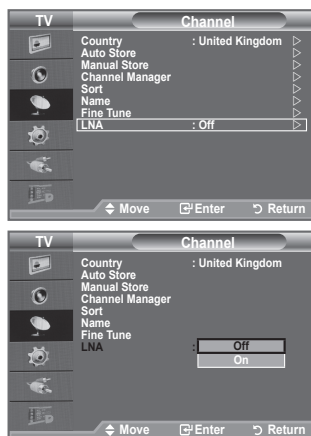 TV Channel
Country : United Kingdom
Auto Store
Manual Store
Channel Manager
Sort
Name
Fine Tune
LNA : Off
Move Enter Return
TV Channel
Country : United Kingdom
Auto Store
Manual Store
Channel Manager
Sort
Name
Fine Tune
LNA : Off
On
Move Enter Return